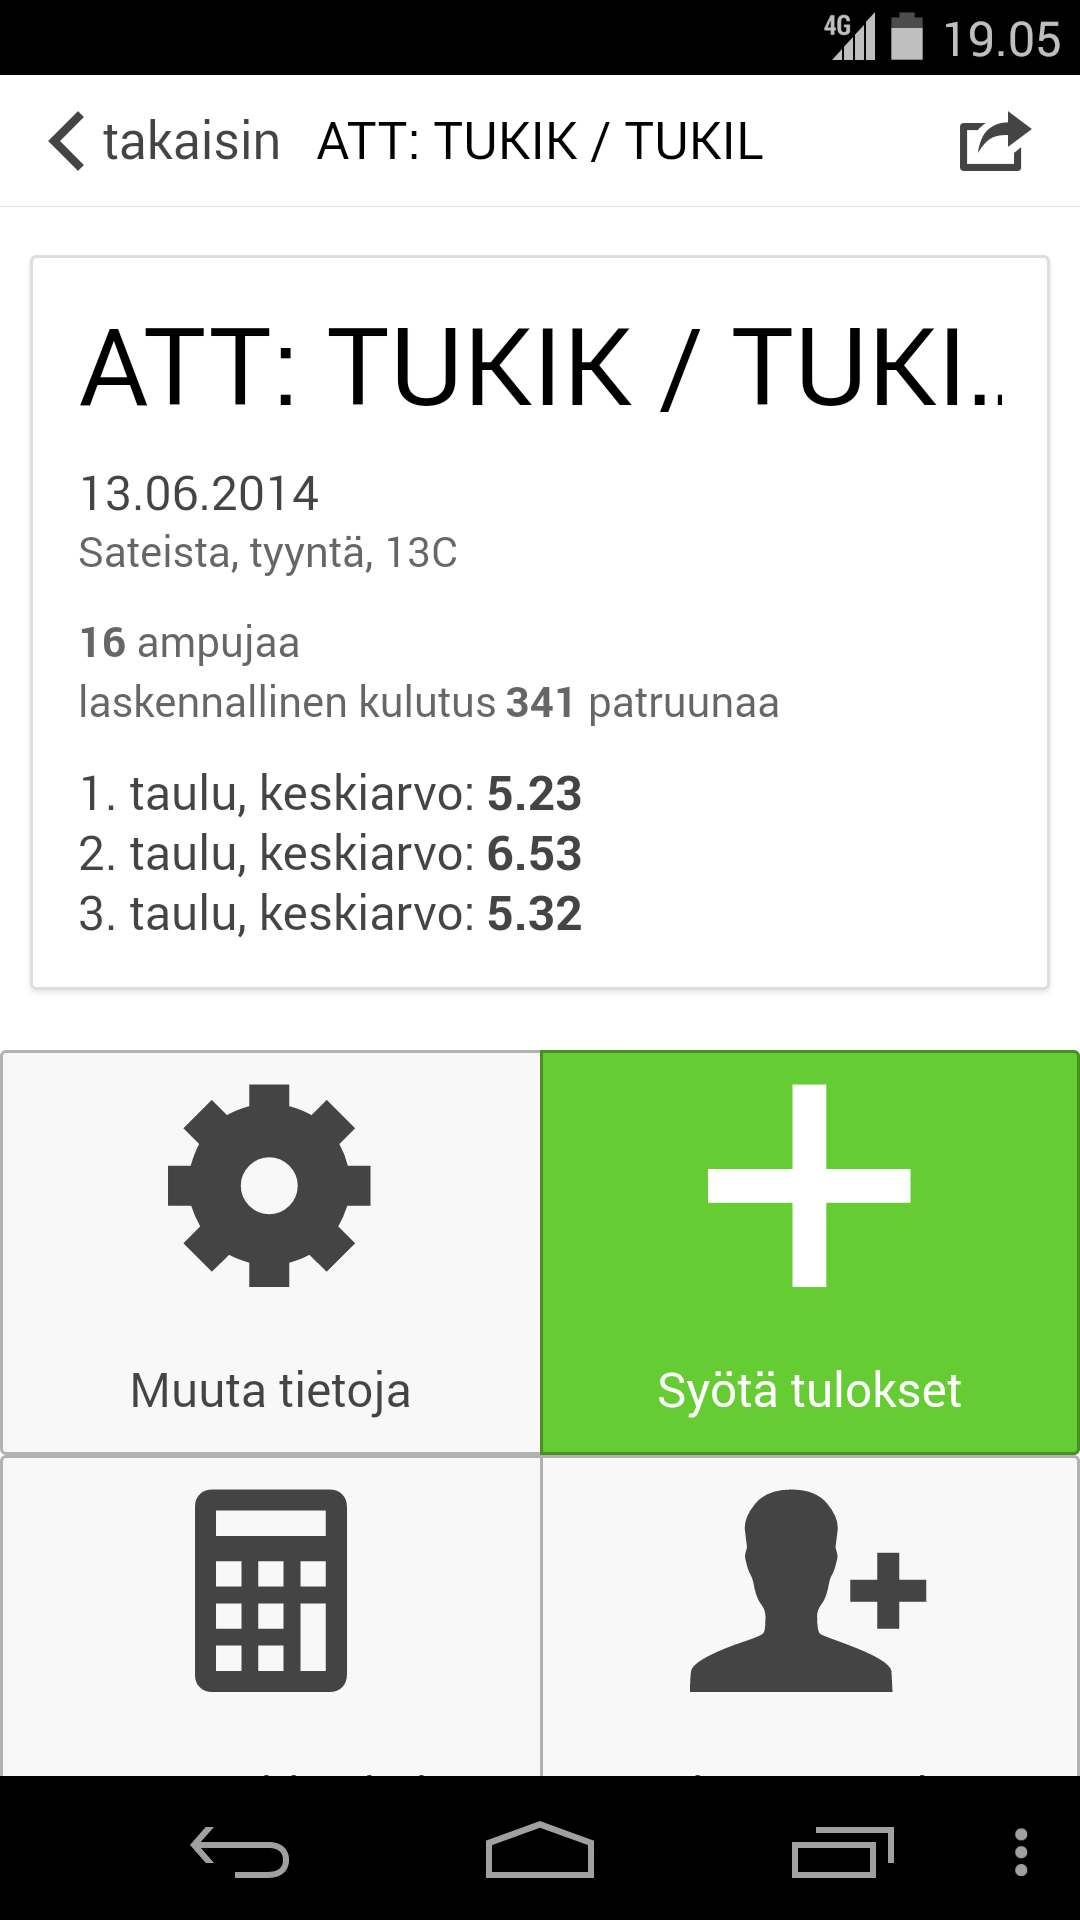 4G 19.05
takaisin ATT: TUKIK / TUKIL
ATT: TUKIK / TUKI..
13.06.2014
Sateista, tyyntä, 13C
16 ampujaa
laskennallinen kulutus 341 patruunaa
1. taulu, keskiarvo: 5.23
2. taulu, keskiarvo: 6.53
3. taulu, keskiarvo: 5.32
Muuta tietoja
Syötä tulokset